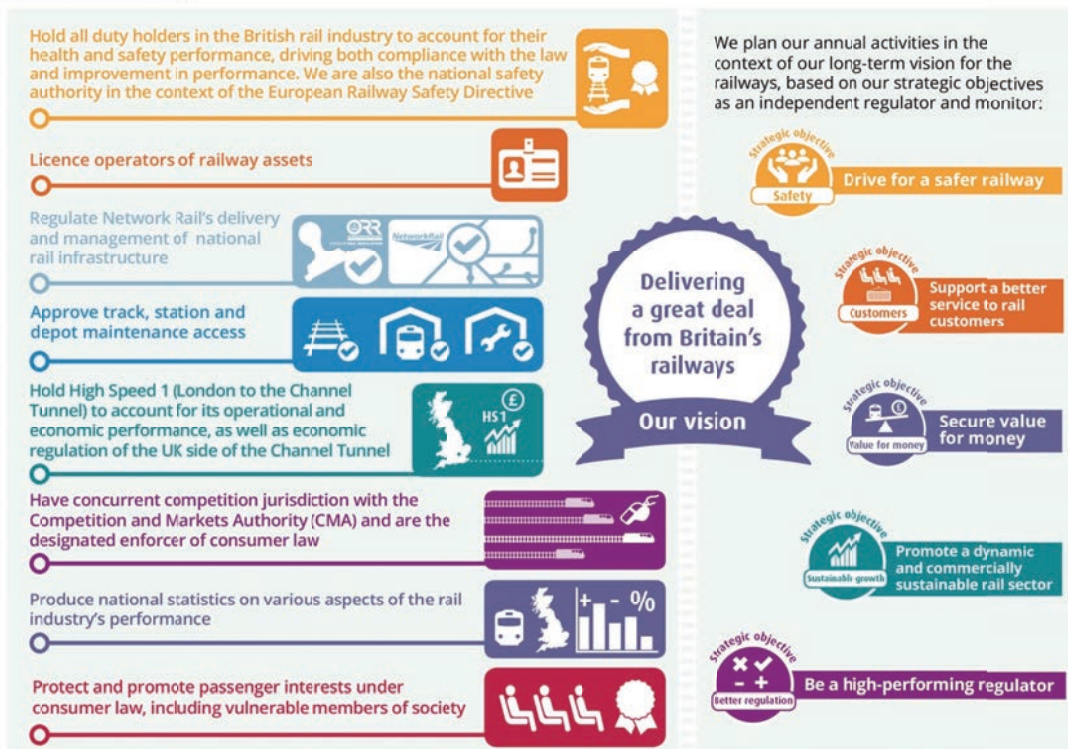 Hold all duty holders in the British rail industry to account for their
health and safety performance, driving both compliance with the law
and improvement in performance. We are also the national safety
authority in the context of the European Railway Safety Directive
Licence operators of railway assets
Regulate Network Rail's delivery
and management of national
rail infrastructure
ORR
NetworkRail
Approve track, station and
depot maintenance access
Hold High Speed 1 (London to the Channel
Tunnel) to account for its operational and
economic performance, as well as economic
regulation of the UK side of the Channel Tunnel
£
HS1
Have concurrent competition jurisdiction with the
Competition and Markets Authority (CMA) and are the
designated enforcer of consumer law
Produce national statistics on various aspects of the rail
industry's performance
+ - %
Protect and promote passenger interests under
consumer law, including vulnerable members of society
Delivering
a great deal
from Britain's
railways
Our vision
We plan our annual activities in the
context of our long-term vision for the
railways, based on our strategic objectives
as an independent regulator and monitor:
Strategic objective
Safety
Drive for a safer railway
Strategic objective
Customers
Support a better
service to rail
customers
Strategic objective
£
Value for money
Secure value
for money
Strategic objective
Sustainable growth
Promote a dynamic
and commercially
sustainable rail sector
Strategic objective
Better regulation
Be a high-performing regulator